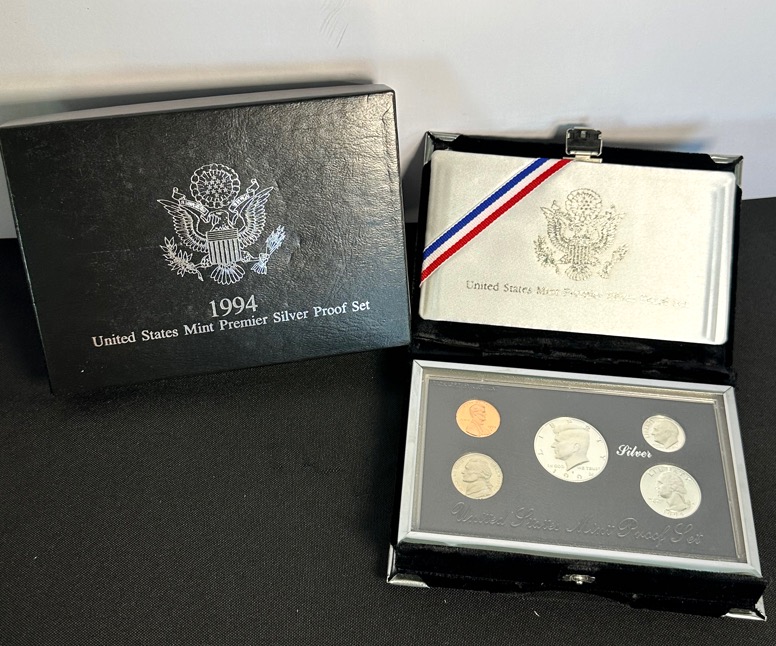 1994
United States Mint Premier Silver Proof Set
United States Mint Premier Silver Proof Set
Silver
United States Mint Proof Set
LIBERTY